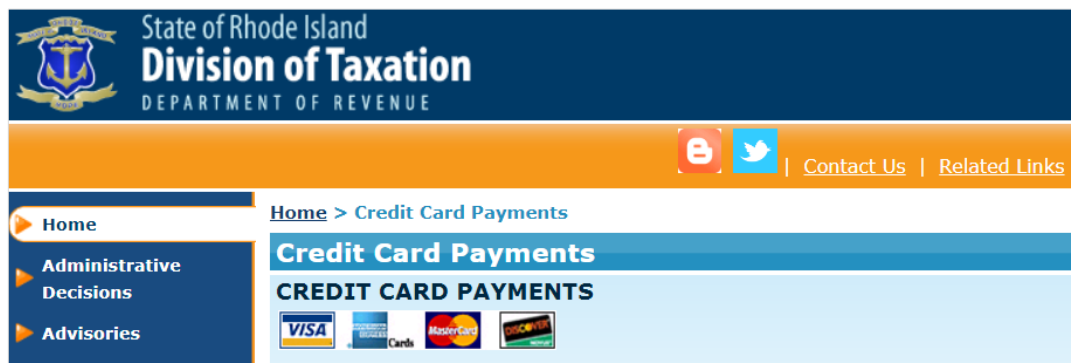 State of Rhode Island
Division of Taxation
DEPARTMENT OF REVENUE
| Contact Us | Related Links
Home
Administrative
Decisions
Advisories
Home > Credit Card Payments
Credit Card Payments
CREDIT CARD PAYMENTS
VISA Cards MasterCard DISCOVER